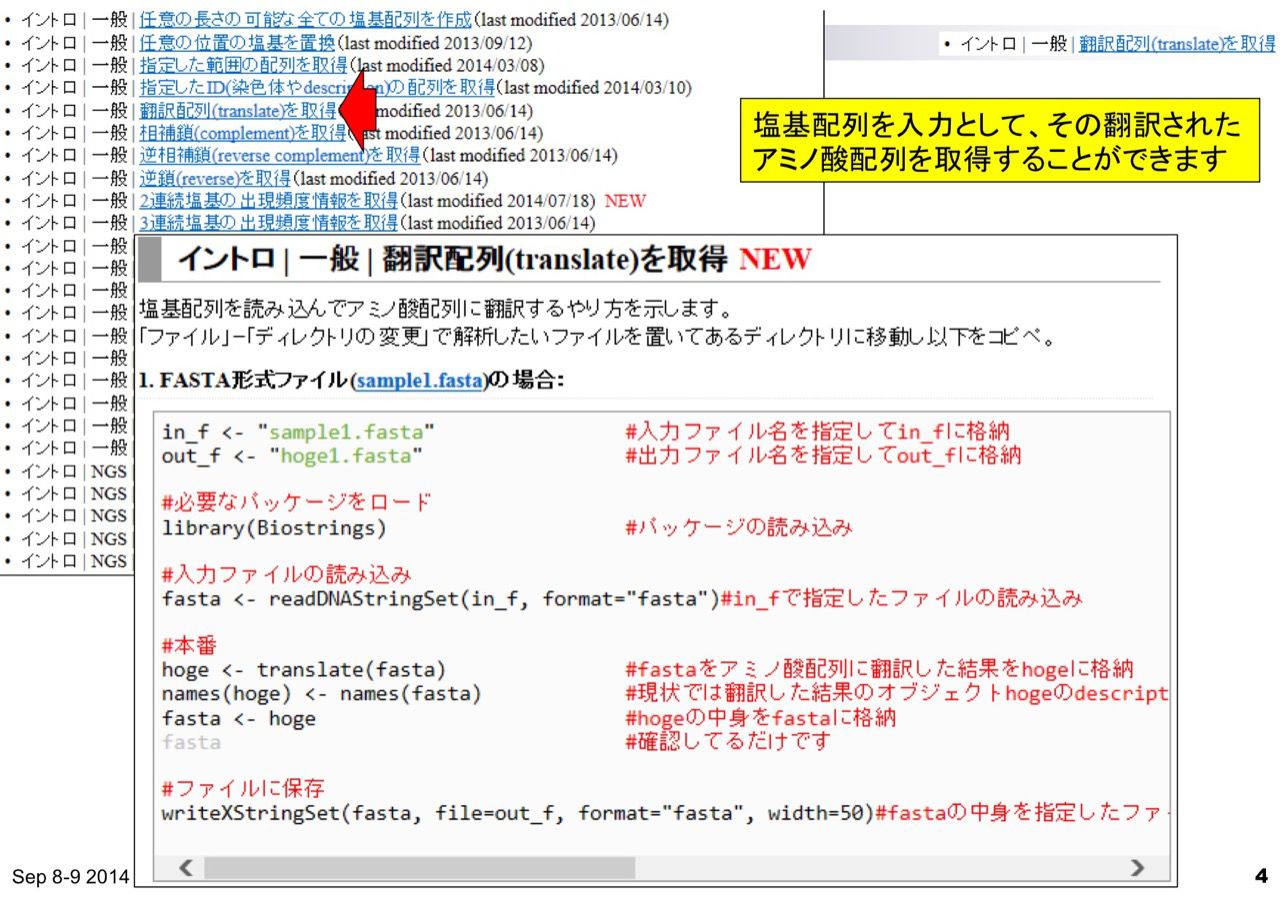 • イントロ | 一般 | 任意の長さの可能な全ての塩基配列を作成(last modified 2013/06/14)
• イントロ | 一般 | 任意の位置の塩基を置換(last modified 2013/09/12)
• イントロ | 一般 | 指定した範囲の配列を取得(last modified 2014/03/08)
• イントロ | 一般 | 指定したID(染色体やdescription)の配列を取得(last modified 2014/03/10)
• イントロ | 一般 | 翻訳配列(translate)を取得 modified 2013/06/14)
• イントロ | 一般 | 相補鎖(complement)を取得(last modified 2013/06/14)
• イントロ | 一般 | 逆相補鎖(reverse complement)を取得(last modified 2013/06/14)
• イントロ | 一般 | 逆鎖(reverse)を取得(last modified 2013/06/14)
• イントロ | 一般 | 2連続塩基の出現頻度情報を取得(last modified 2014/07/18) NEW
• イントロ | 一般 | 3連続塩基の出現頻度情報を取得(last modified 2013/06/14)
• イントロ | 一般
• イントロ | 一般
• イントロ | 一般
• イントロ | 一般
• イントロ | 一般
• イントロ | 一般
• イントロ | 一般
• イントロ | 一般
• イントロ | 一般
• イントロ | 一般
• イントロ | NGS
• イントロ | NGS
• イントロ | NGS
• イントロ | NGS
• イントロ | NGS
• イントロ | 一般 | 翻訳配列(translate)を取得
塩基配列を入力として、その翻訳された
アミノ酸配列を取得することができます
イントロ | 一般 | 翻訳配列(translate)を取得 NEW
塩基配列を読み込んでアミノ酸配列に翻訳するやり方を示します。
「ファイル」-「ディレクトリの変更」で解析したいファイルを置いてあるディレクトリに移動し以下をコピペ。
1. FASTA形式ファイル(sample1.fasta)の場合:
in_f <- "sample1.fasta" #入力ファイル名を指定してin_fに格納
out_f <- "hoge1.fasta" #出力ファイル名を指定してout_fに格納
#必要なパッケージをロード
library(Biostrings) #パッケージの読み込み
#入力ファイルの読み込み
fasta <- readDNAStringSet(in_f, format="fasta")#in_fで指定したファイルの読み込み
#本番
hoge <- translate(fasta) #fastaをアミノ酸配列に翻訳した結果をhogeに格納
names(hoge) <- names(fasta) #現状では翻訳した結果のオブジェクトhogeのdescript
fasta <- hoge #hogeの中身をfastaに格納
fasta #確認してるだけです
#ファイルに保存
writeXStringSet(fasta, file=out_f, format="fasta", width=50)#fastaの中身を指定したファ
Sep 8-9 2014
4